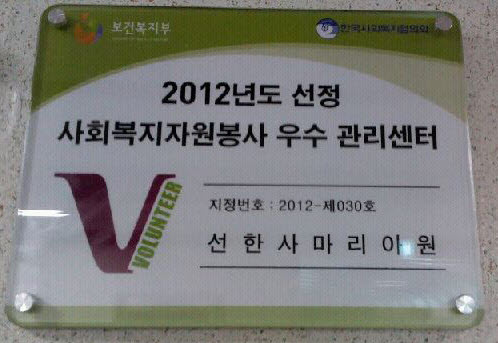 보건복지부
한국사회복지협의회
2012년도 선정
사회복지자원봉사 우수 관리센터
VOLUNTEER
지정번호 : 2012-제030호
선한사마리아원